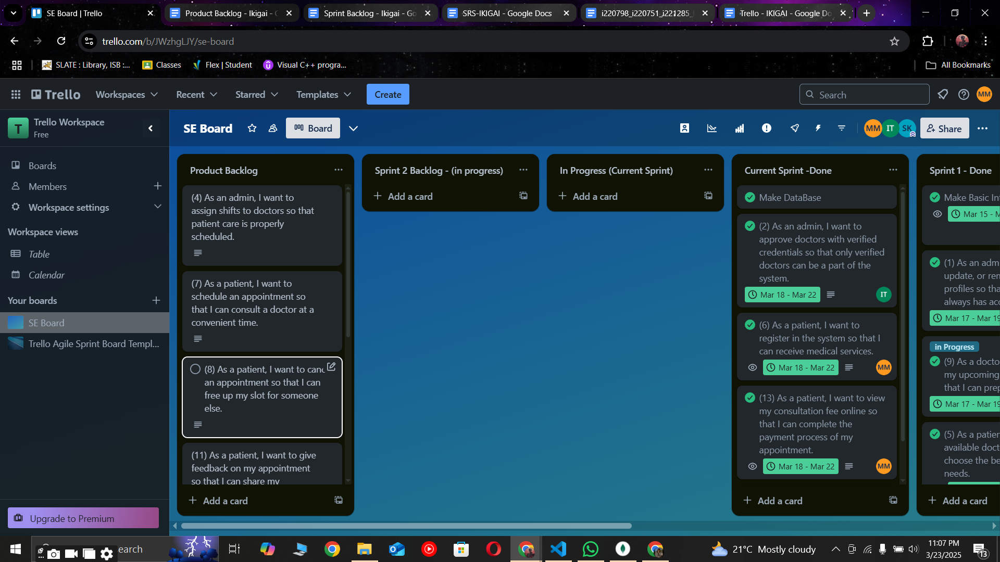 SE Board | Trello
Product Backlog - Ikigai -
Sprint Backlog - Ikigai - Go
SRS-IKIGAI - Google Docs
i220798_i220751_i221285_
Trello - IKIGAI - Google Do
trello.com/b/JWzhgLJY/se-board
SLATE : Library, ISB :...
Classes
Flex | Student
Visual C++ progra...
All Bookmarks
Trello
Workspaces
Recent
Starred
Templates
Create
Search
MM
T
Trello Workspace
Free
SE Board
Board
MM
IT
SK
Share
Boards
Members
Workspace settings
Workspace views
Table
Calendar
Your boards
SE Board
Trello Agile Sprint Board Templ...
Upgrade to Premium
Product Backlog
(4) As an admin, I want to
assign shifts to doctors so that
patient care is properly
scheduled.
(7) As a patient, I want to
schedule an appointment so
that I can consult a doctor at a
convenient time.
(8) As a patient, I want to canc
an appointment so that I can
free up my slot for someone
else.
(11) As a patient, I want to give
feedback on my appointment
so that I can share my
Add a card
Sprint 2 Backlog - (in progress)
Add a card
In Progress (Current Sprint)
Add a card
Current Sprint -Done
Make DataBase
(2) As an admin, I want to
approve doctors with verified
credentials so that only verified
doctors can be a part of the
system.
Mar 18 - Mar 22
IT
(6) As a patient, I want to
register in the system so that I
can receive medical services.
Mar 18 - Mar 22
MM
(13) As a patient, I want to view
my consultation fee online so
that I can complete the
payment process of my
appointment.
Mar 18 - Mar 22
MM
Add a card
Sprint 1 - Done
Make Basic Int
Mar 15 - M
(1) As an adm
update, or rem
profiles so tha
always has acc
Mar 17 - Mar 19
in Progress
(9) As a docto
my upcoming
that I can prep
Mar 17 - Mar 19
(5) As a patien
available doct
choose the be
needs.
Add a card
earch
21°C Mostly cloudy
11:07 PM
3/23/2025
13